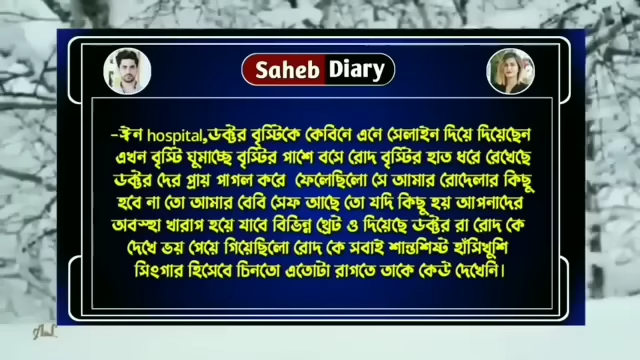 Saheb Diary
-ঈন hospital,ডক্টর বৃস্টিকে কেবিনে এনে সেলাইন দিয়ে দিয়েছেন
এখন বৃস্টি ঘুমাচ্ছে বৃস্টির পাশে বসে রোদ বৃস্টির হাত ধরে রেখেছে
ডক্টর দের প্রায় পাগল করে ফেলেছিলো সে আমার রোদেলার কিছু
হবে না তো আমার বেবি সেফ আছে তো যদি কিছু হয় আপনাদের
অবস্হা খারাপ হয়ে যাবে বিভিন্ন থ্রেট ও দিয়েছে ডক্টর রা রোদ কে
দেখে ভয় পেয়ে গিয়েছিলো রোদ কে সবাই শান্তশিষ্ট হাঁসিখুশি
সিংগার হিসেবে চিনতো এতোটা রাগতে তাকে কেউ দেখেনি।